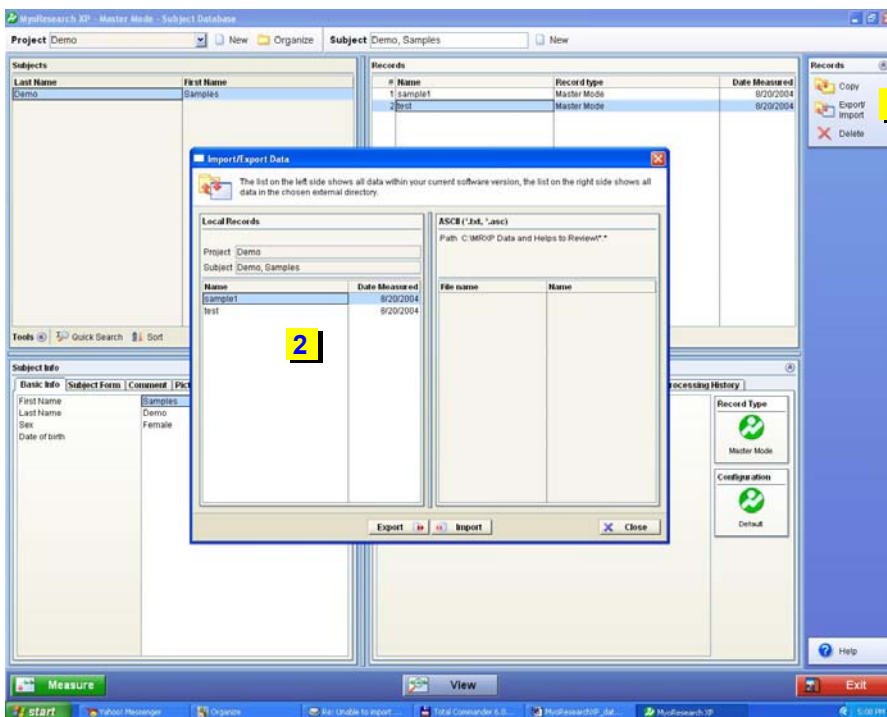 MyoResearch XP - Master Mode - Subject Database
Project Demo New Organize Subject Demo, Samples New
Subjects
Last Name First Name
Demo Samples
Records
# Name Record type Date Measured
1 sample1 Master Mode 8/20/2004
2 test Master Mode 8/20/2004
Records
Copy
Export/
Import
Delete
Import/Export Data
The list on the left side shows all data within your current software version, the list on the right side shows all
data in the chosen external directory.
Local Records
Project Demo
Subject Demo, Samples
Name Date Measured
sample1 8/20/2004
test 8/20/2004
2
ASCII (*.txt, *.asc)
Path C:\MRXP Data and Helps to Review\*.*
File name Name
Export Import Close
Tools Quick Search Sort
Subject Info
Basic Info Subject Form Comment
First Name Samples
Last Name Demo
Sex Female
Date of birth
Processing History
Record Type
Master Mode
Configuration
Default
Help
Measure View Exit
start Yahoo! Messenger Organize Re: Unable to import ... Total Commander 6.0... MyoResearchXP_dat... MyoResearch XP 5:08 PM